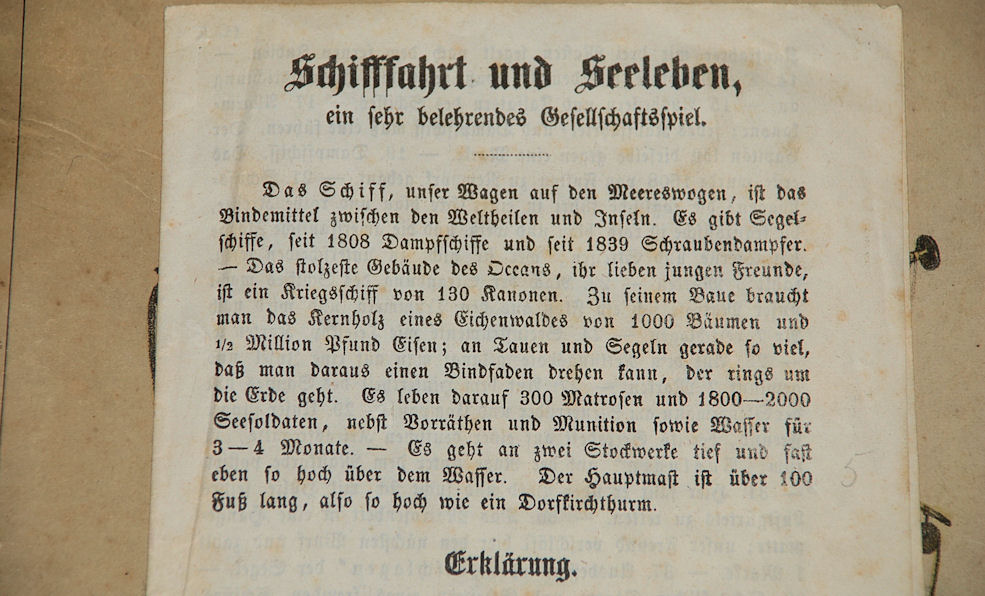 Schifffahrt und Seeleben,
ein sehr belehrendes Gesellschaftsspiel.
Das Schiff, unser Wagen auf den Meereswogen, ist das
Bindemittel zwischen den Weltheilen und Inseln. Es gibt Segel-
schiffe, seit 1808 Dampfschiffe und seit 1839 Schraubendampfer.
— Das stolzeste Gebäude des Oceans, ihr lieben jungen Freunde,
ist ein Kriegsschiff von 130 Kanonen. Zu seinem Baue braucht
man das Kernholz eines Eichenwaldes von 1000 Bäumen und
1/2 Million Pfund Eisen; an Tauen und Segeln gerade so viel,
daß man daraus einen Bindfaden drehen kann, der rings um
die Erde geht. Es leben darauf 300 Matrosen und 1800—2000
Seesoldaten, nebst Vorräthen und Munition sowie Wasser für
3—4 Monate. — Es geht an zwei Stockwerke tief und fast
eben so hoch über dem Wasser. Der Hauptmast ist über 100
Fuß lang, also so hoch wie ein Dorfkirchthurm.
5
Erklärung.